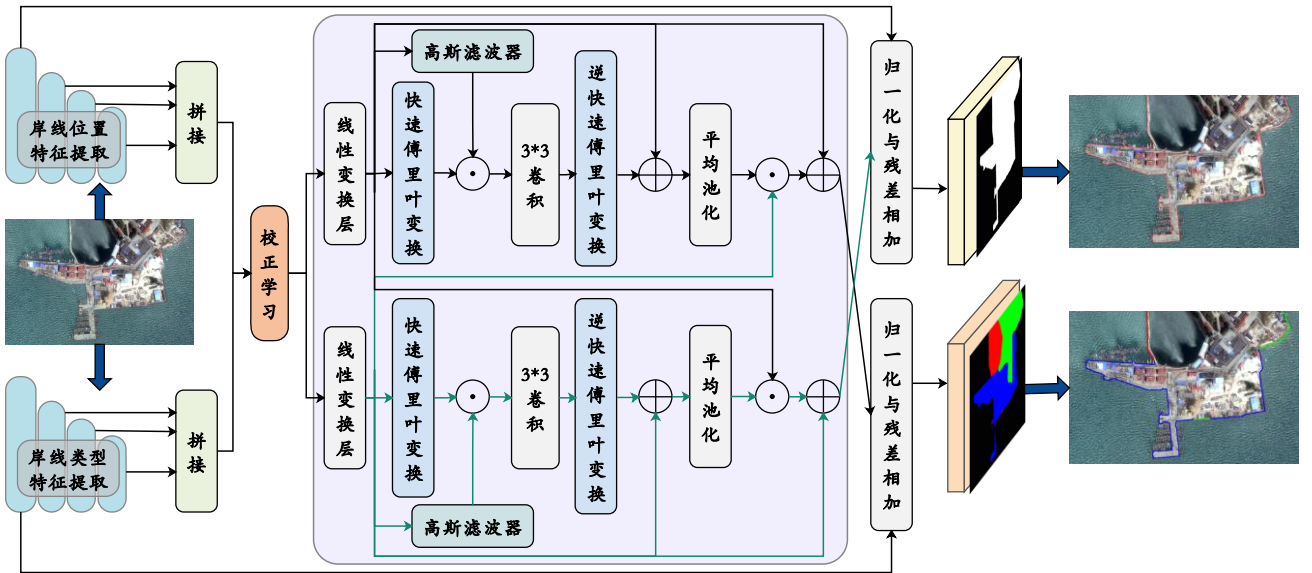 岸线位置
特征提取
拼接
岸线类型
特征提取
拼接
校正学习
线性变换层
高斯滤波器
快速傅里叶变换
3*3
卷积
逆快速傅里叶变换
平均池化
线性变换层
快速傅里叶变换
高斯滤波器
3*3
卷积
逆快速傅里叶变换
平均池化
归一化与残差相加
归一化与残差相加